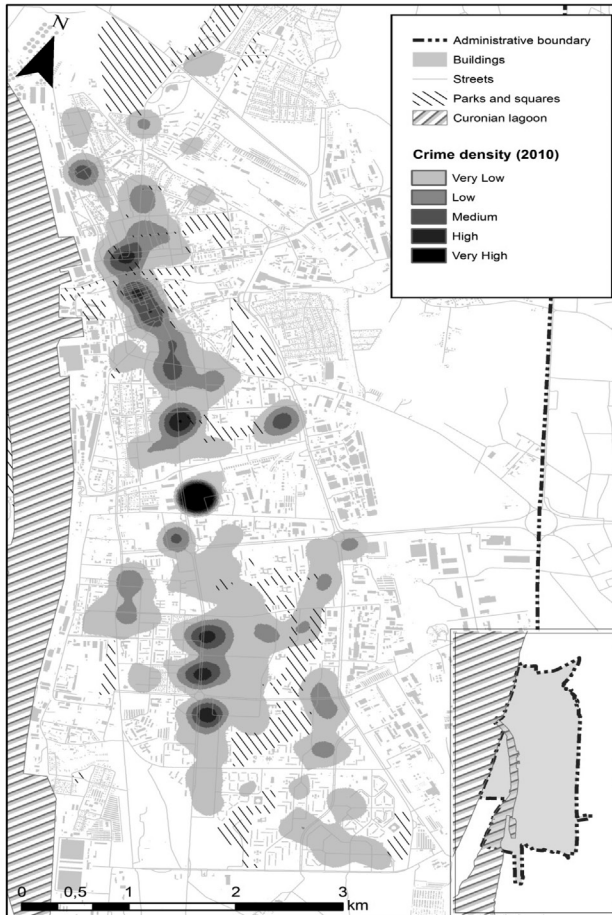 N
Administrative boundary
Buildings
Streets
Parks and squares
Curonian lagoon
Crime density (2010)
Very Low
Low
Medium
High
Very High
0 0,5 1 2 3
km